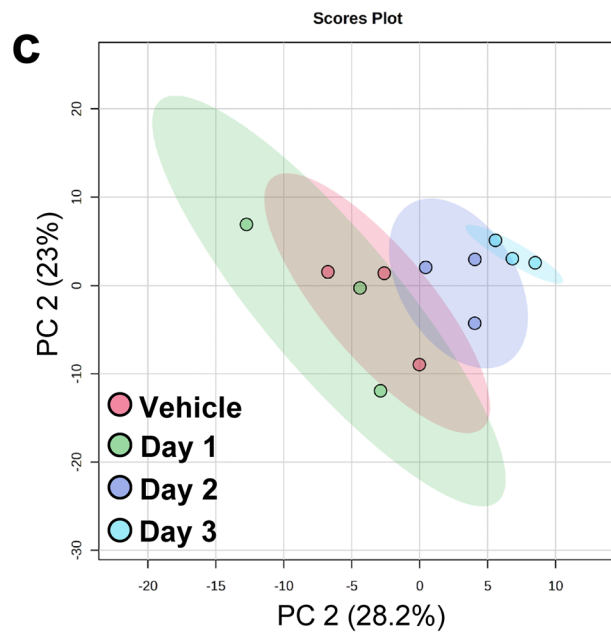 Scores Plot
C
PC 2 (23%)
20
10
0
-10
-20
-30
Vehicle
Day 1
Day 2
Day 3
-20 -15 -10 -5 0 5 10
PC 2 (28.2%)